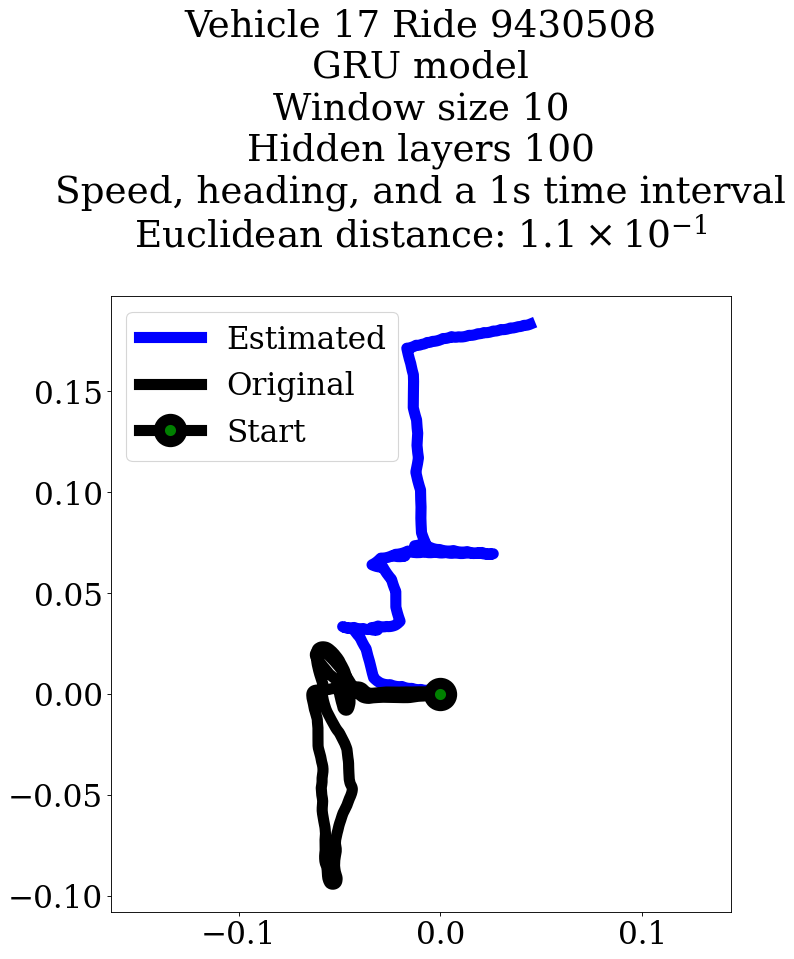 Vehicle 17 Ride 9430508
GRU model
Window size 10
Hidden layers 100
Speed, heading, and a 1s time interval
Euclidean distance: 1.1 × 10⁻¹
Estimated
Original
Start
0.15
0.10
0.05
0.00
−0.05
−0.10
−0.1 0.0 0.1